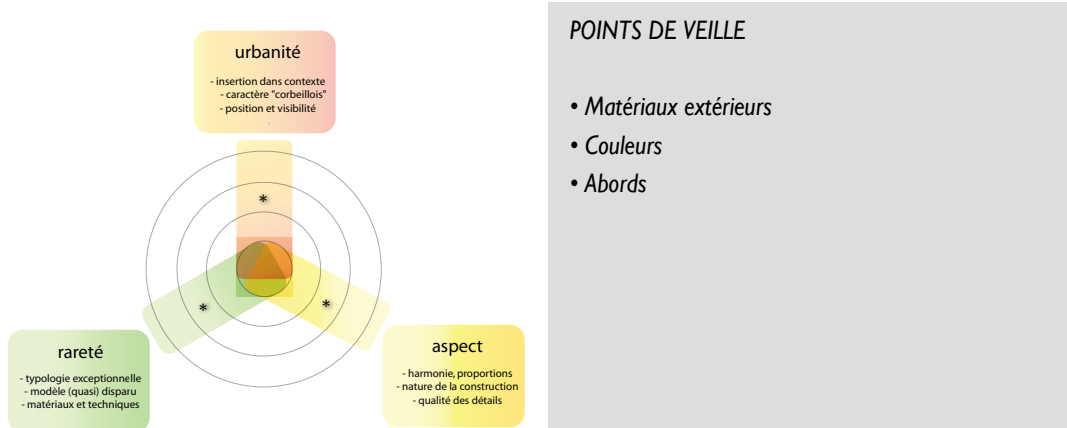 urbanité
- insertion dans contexte
- caractère "corbeillois"
- position et visibilité
*
*
*
rareté
- typologie exceptionnelle
- modèle (quasi) disparu
- matériaux et techniques
aspect
- harmonie, proportions
- nature de la construction
- qualité des détails
POINTS DE VEILLE
• Matériaux extérieurs
• Couleurs
• Abords